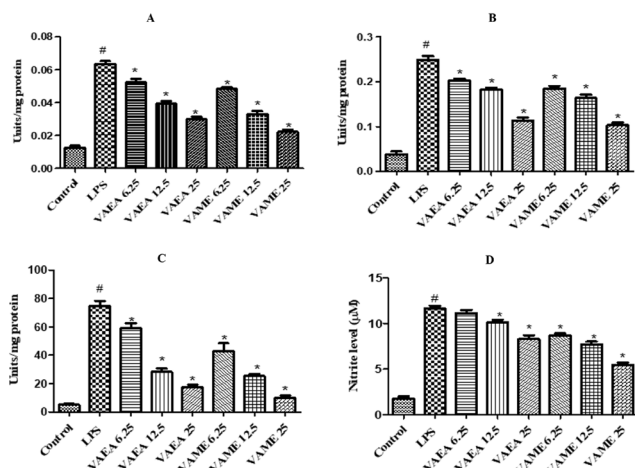 A
Units/mg protein
0.08
0.06
0.04
0.02
0.00
#
*
*
*
*
*
*
Control
LPS
VAEA 6.25
VAEA 12.5
VAEA 25
VAME 6.25
VAME 12.5
VAME 25
B
Units/mg protein
0.3
0.2
0.1
0.0
#
*
*
*
*
*
*
Control
LPS
VAEA 6.25
VAEA 12.5
VAEA 25
VAME 6.25
VAME 12.5
VAME 25
C
Units/mg protein
100
80
60
40
20
0
#
*
*
*
*
*
*
Control
LPS
VAEA 6.25
VAEA 12.5
VAEA 25
VAME 6.25
VAME 12.5
VAME 25
D
Nitrite level (µM)
15
10
5
0
#
*
*
*
*
*
Control
LPS
VAEA 6.25
VAEA 12.5
VAEA 25
VAME 6.25
VAME 12.5
VAME 25